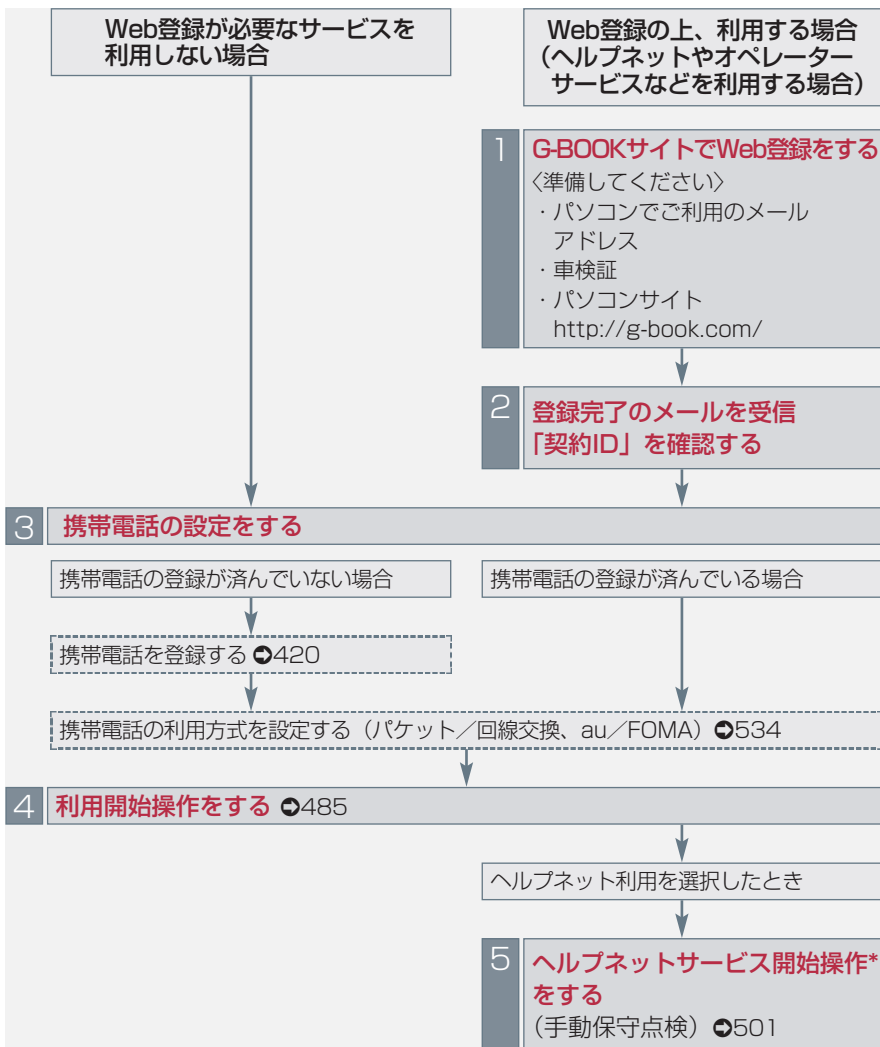 Web登録が必要なサービスを
利用しない場合
Web登録の上、利用する場合
（ヘルプネットやオペレーター
サービスなどを利用する場合）
1 G-BOOKサイトでWeb登録をする
〈準備してください〉
・パソコンでご利用のメール
アドレス
・車検証
・パソコンサイト
http://g-book.com/
2 登録完了のメールを受信
「契約ID」を確認する
3 携帯電話の設定をする
携帯電話の登録が済んでいない場合
携帯電話の登録が済んでいる場合
携帯電話を登録する ➲420
携帯電話の利用方式を設定する（パケット／回線交換、au／FOMA）➲534
4 利用開始操作をする ➲485
ヘルプネット利用を選択したとき
5 ヘルプネットサービス開始操作*
をする
（手動保守点検）➲501